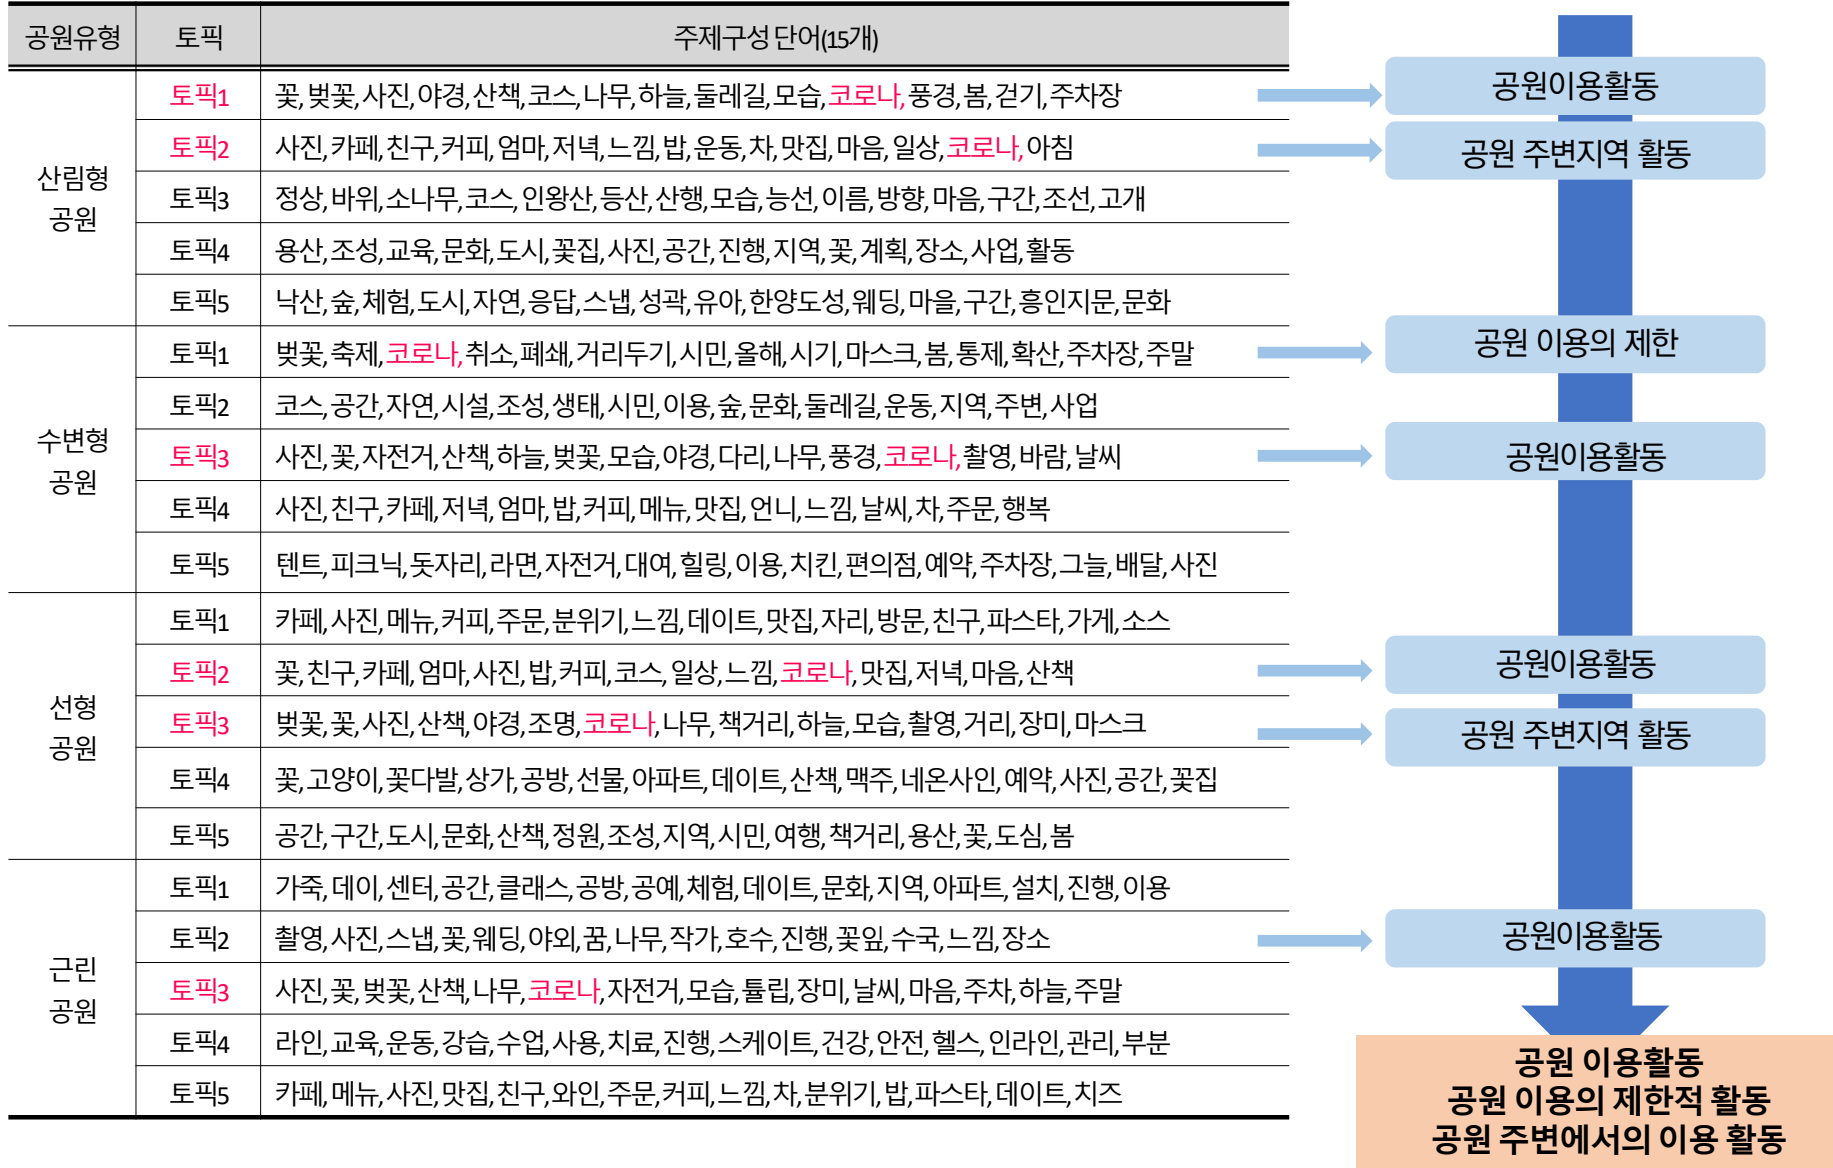 공원유형 토픽 주제구성 단어(15개)
산림형
공원
토픽1 꽃, 벚꽃, 사진, 야경, 산책, 코스, 나무, 하늘, 둘레길, 모습, 코로나, 풍경, 봄, 걷기, 주차장
토픽2 사진, 카페, 친구, 커피, 엄마, 저녁, 느낌, 밥, 운동, 차, 맛집, 마음, 일상, 코로나, 아침
토픽3 정상, 바위, 소나무, 코스, 인왕산, 등산, 산행, 모습, 능선, 이름, 방향, 마음, 구간, 조선, 고개
토픽4 용산, 조성, 교육, 문화, 도시, 꽃집, 사진, 공간, 진행, 지역, 꽃, 계획, 장소, 사업, 활동
토픽5 낙산, 숲, 체험, 도시, 자연, 응답, 스냅, 성곽, 유아, 한양도성, 웨딩, 마을, 구간, 흥인지문, 문화
수변형
공원
토픽1 벚꽃, 축제, 코로나, 취소, 폐쇄, 거리두기, 시민, 올해, 시기, 마스크, 봄, 통제, 확산, 주차장, 주말
토픽2 코스, 공간, 자연, 시설, 조성, 생태, 시민, 이용, 숲, 문화, 둘레길, 운동, 지역, 주변, 사업
토픽3 사진, 꽃, 자전거, 산책, 하늘, 벚꽃, 모습, 야경, 다리, 나무, 풍경, 코로나, 촬영, 바람, 날씨
토픽4 사진, 친구, 카페, 저녁, 엄마, 밥, 커피, 메뉴, 맛집, 언니, 느낌, 날씨, 차, 주문, 행복
토픽5 텐트, 피크닉, 돗자리, 라면, 자전거, 대여, 힐링, 이용, 치킨, 편의점, 예약, 주차장, 그늘, 배달, 사진
선형
공원
토픽1 카페, 사진, 메뉴, 커피, 주문, 분위기, 느낌, 데이트, 맛집, 자리, 방문, 친구, 파스타, 가게, 소스
토픽2 꽃, 친구, 카페, 엄마, 사진, 밥, 커피, 코스, 일상, 느낌, 코로나, 맛집, 저녁, 마음, 산책
토픽3 벚꽃, 꽃, 사진, 산책, 야경, 조명, 코로나, 나무, 책거리, 하늘, 모습, 촬영, 거리, 장미, 마스크
토픽4 꽃, 고양이, 꽃다발, 상가, 공방, 선물, 아파트, 데이트, 산책, 맥주, 네온사인, 예약, 사진, 공간, 꽃집
토픽5 공간, 구간, 도시, 문화, 산책, 정원, 조성, 지역, 시민, 여행, 책거리, 용산, 꽃, 도심, 봄
근린
공원
토픽1 가죽, 데이, 센터, 공간, 클래스, 공방, 공예, 체험, 데이트, 문화, 지역, 아파트, 설치, 진행, 이용
토픽2 촬영, 사진, 스냅, 꽃, 웨딩, 야외, 꿈, 나무, 작가, 호수, 진행, 꽃잎, 수국, 느낌, 장소
토픽3 사진, 꽃, 벚꽃, 산책, 나무, 코로나, 자전거, 모습, 튤립, 장미, 날씨, 마음, 주차, 하늘, 주말
토픽4 라인, 교육, 운동, 강습, 수업, 사용, 치료, 진행, 스케이트, 건강, 안전, 헬스, 인라인, 관리, 부분
토픽5 카페, 메뉴, 사진, 맛집, 친구, 와인, 주문, 커피, 느낌, 차, 분위기, 밥, 파스타, 데이트, 치즈
공원이용활동
공원 주변지역 활동
공원 이용의 제한
공원이용활동
공원이용활동
공원 주변지역 활동
공원이용활동
공원 이용활동
공원 이용의 제한적 활동
공원 주변에서의 이용 활동